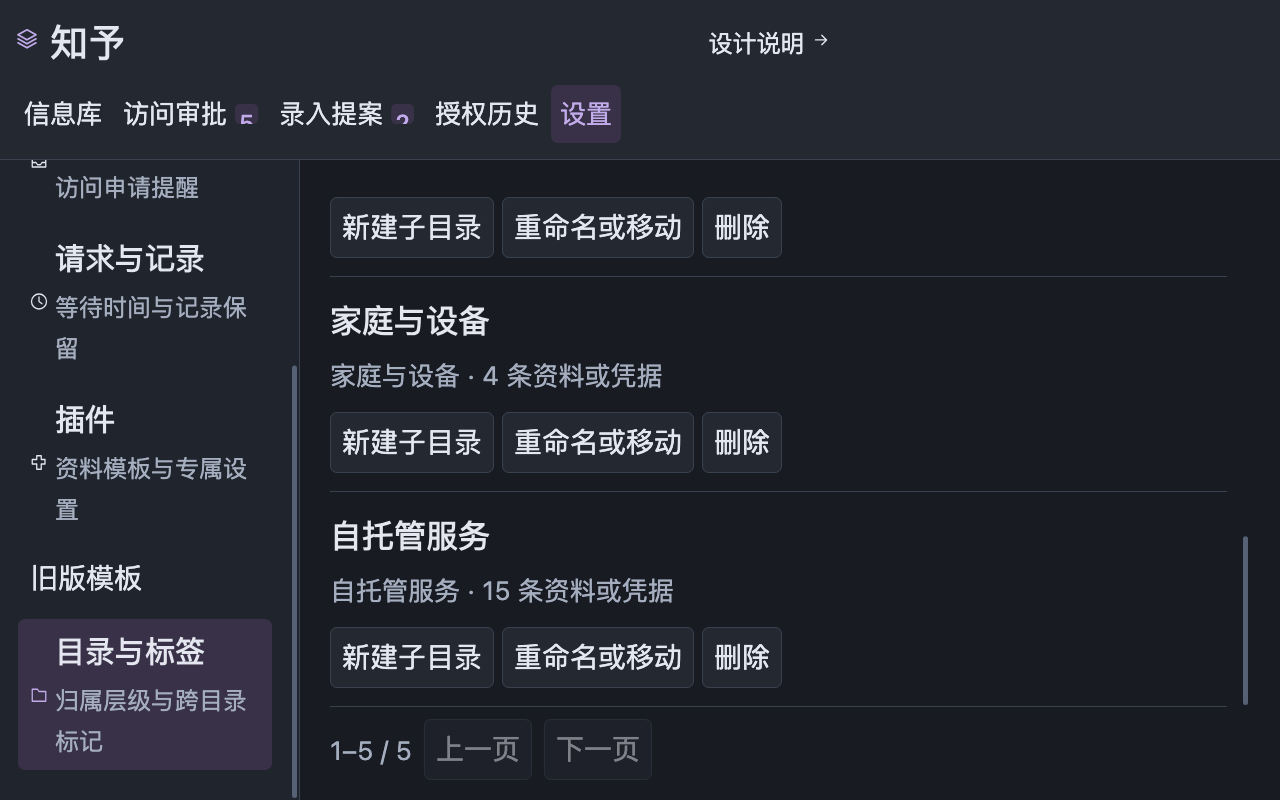 知予
设计说明 →
信息库 访问审批 5 录入提案 2 授权历史 设置
访问申请提醒
请求与记录
等待时间与记录保
留
插件
资料模板与专属设
置
旧版模板
目录与标签
归属层级与跨目录
标记
新建子目录 重命名或移动 删除
家庭与设备
家庭与设备 · 4 条资料或凭据
新建子目录 重命名或移动 删除
自托管服务
自托管服务 · 15 条资料或凭据
新建子目录 重命名或移动 删除
1–5 / 5 上一页 下一页